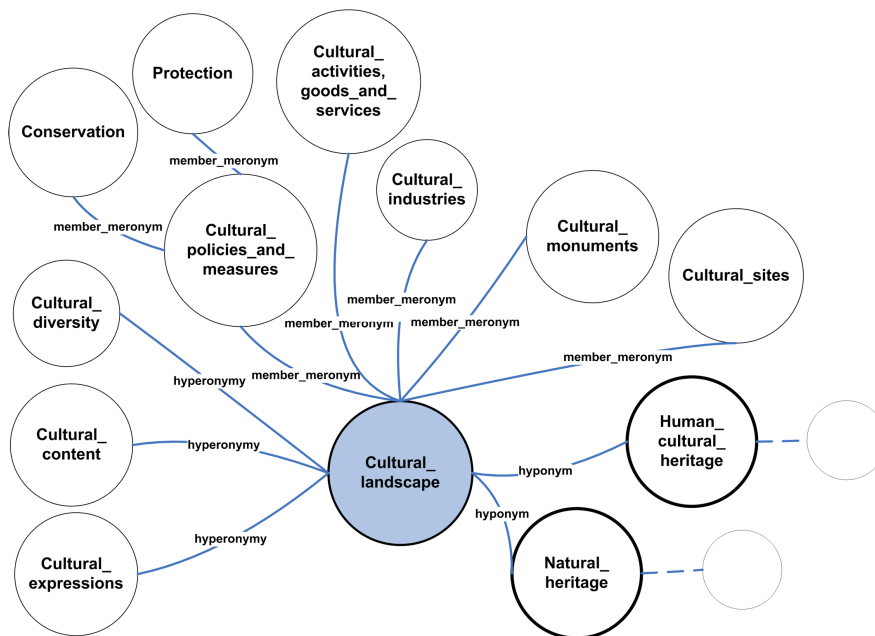 Protection
Cultural_
activities,
goods_and_
services
Conservation
member_meronym
Cultural_
industries
member_meronym
Cultural_
policies_and_
measures
Cultural_
monuments
Cultural_sites
Cultural_
diversity
member_meronym
member_meronym
member_meronym
member_meronym
member_meronym
hyperonymy
Cultural_
content
hyperonymy
Human_
cultural_
heritage
Cultural_
landscape
hyponym
hyponym
hyperonymy
Cultural_
expressions
Natural_
heritage